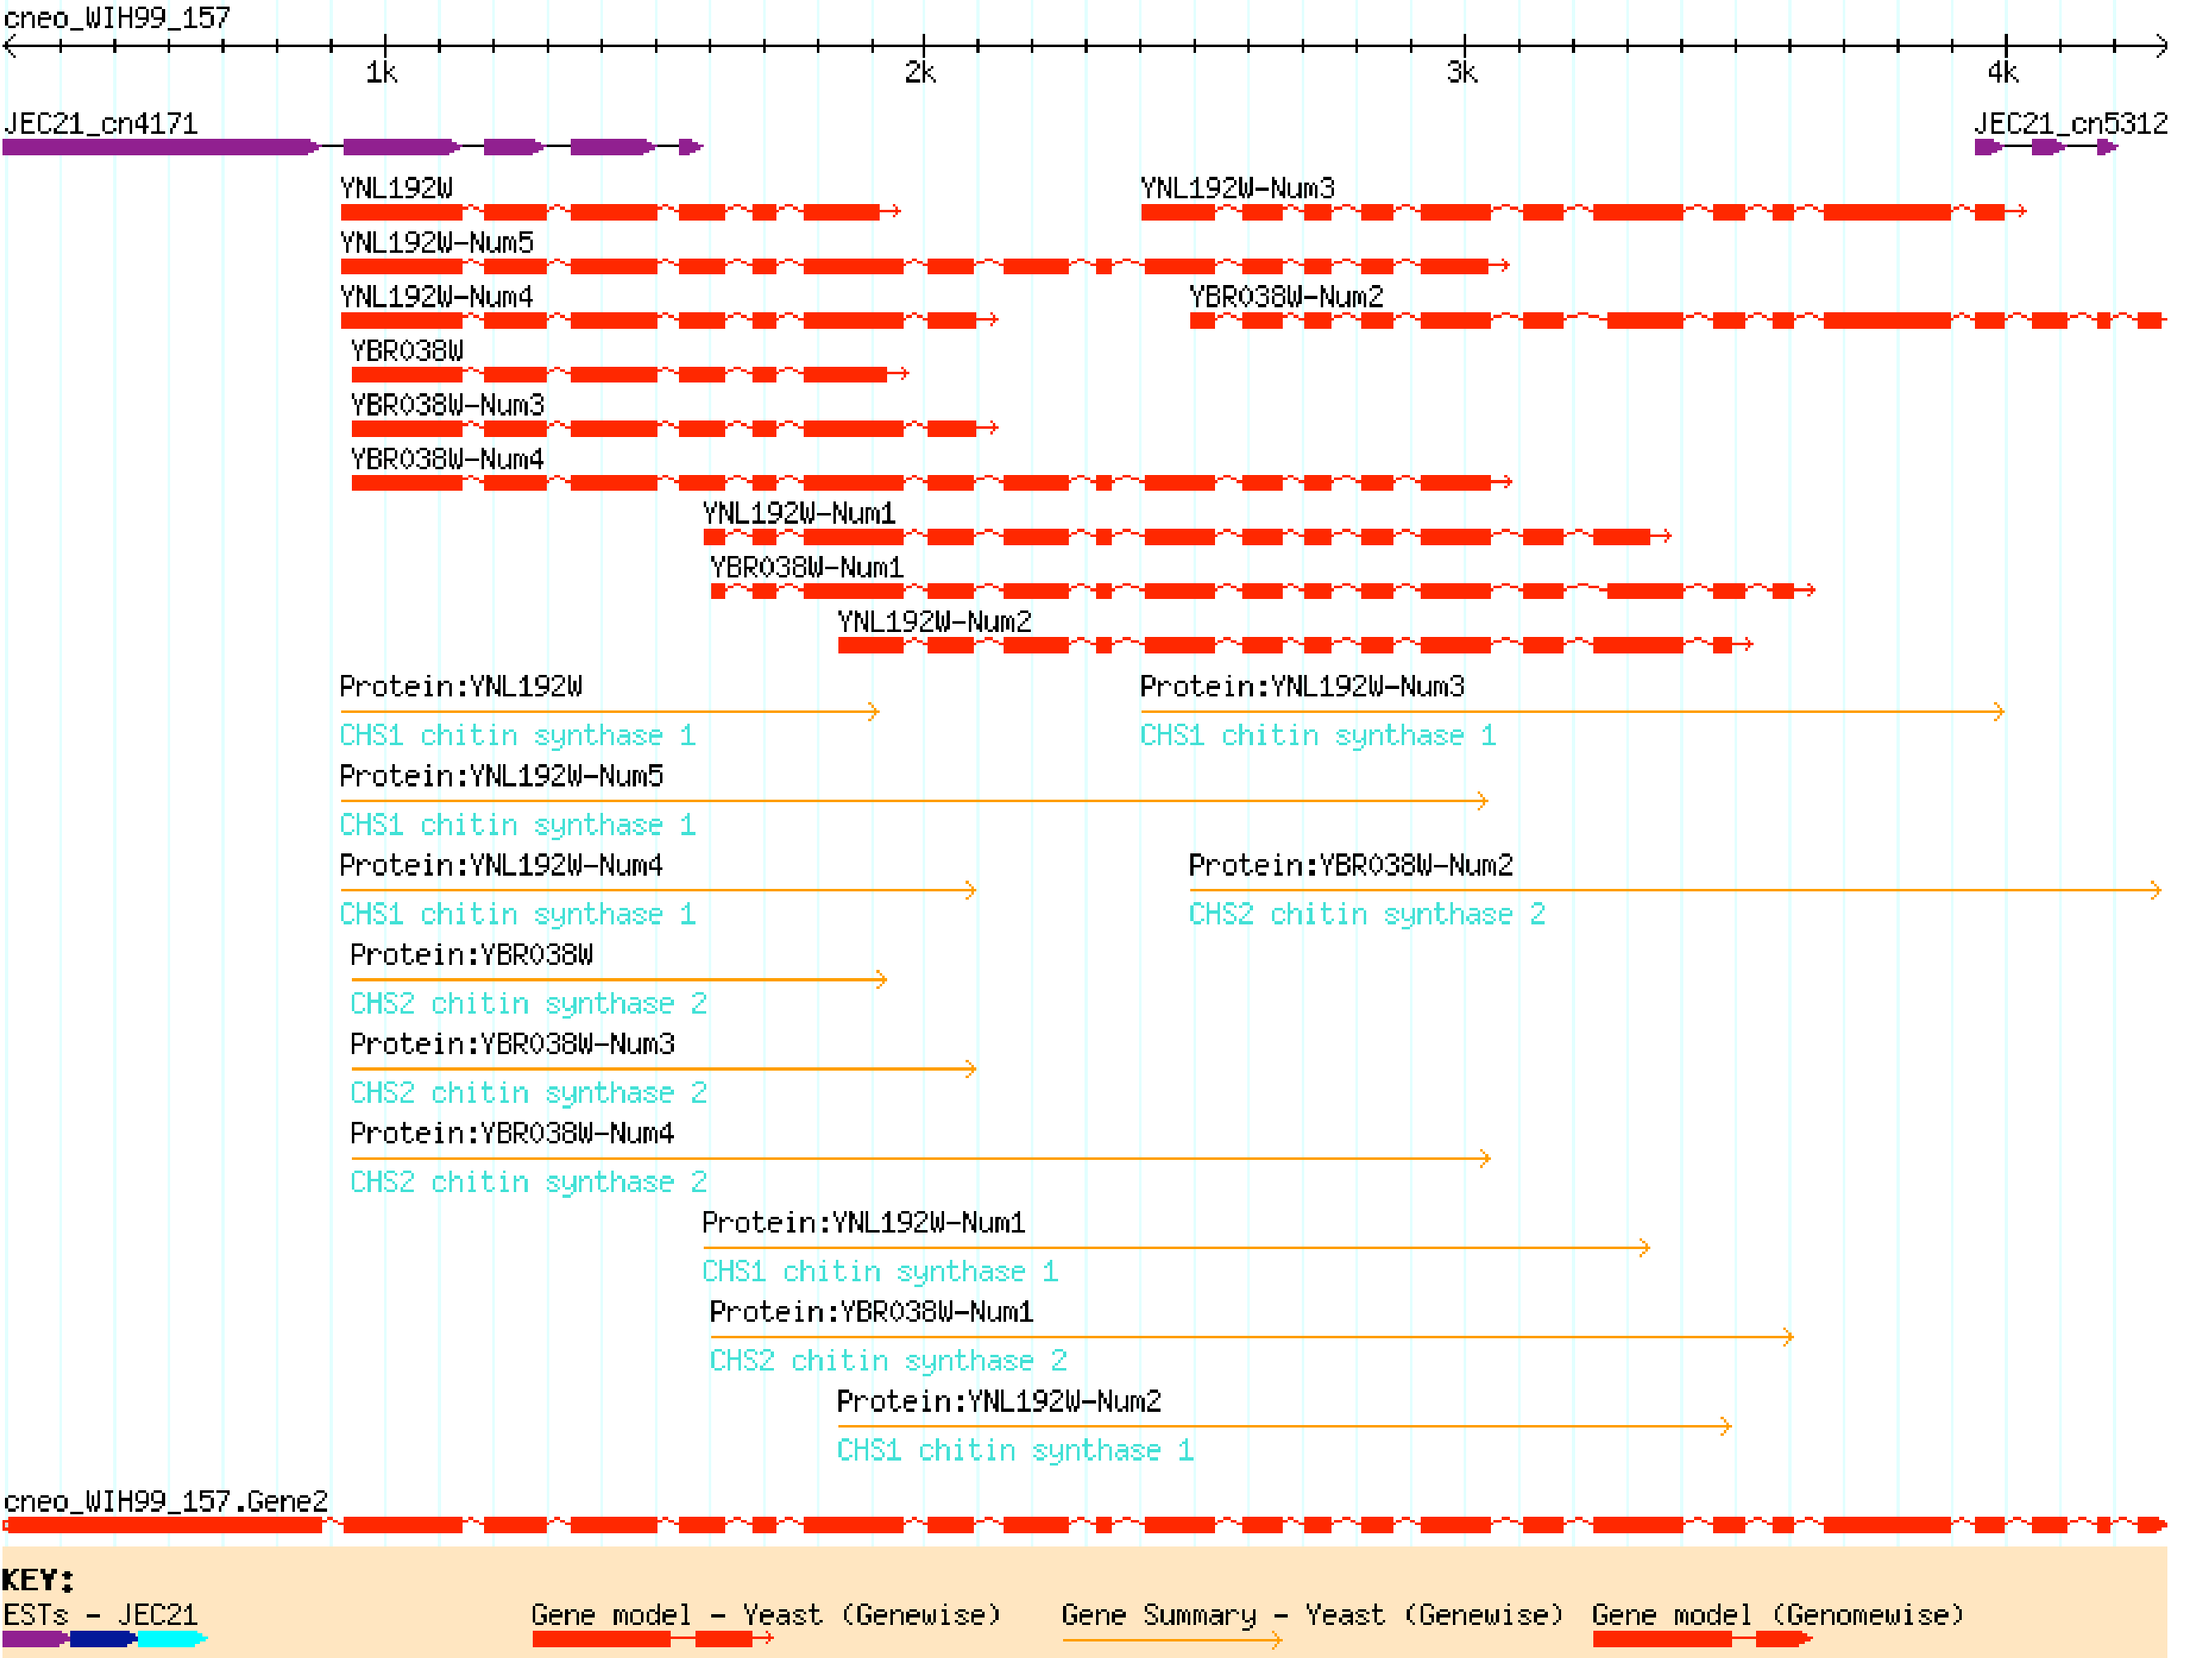 cneo_WIH99_157
1k 2k 3k 4k
JEC21_cn4171 JEC21_cn5312
YNL192W YNL192W-Num3
YNL192W-Num5
YNL192W-Num4 YBR038W-Num2
YBR038W
YBR038W-Num3
YBR038W-Num4
YNL192W-Num1
YBR038W-Num1
YNL192W-Num2
Protein:YNL192W Protein:YNL192W-Num3
CHS1 chitin synthase 1 CHS1 chitin synthase 1
Protein:YNL192W-Num5
CHS1 chitin synthase 1
Protein:YNL192W-Num4 Protein:YBR038W-Num2
CHS1 chitin synthase 1 CHS2 chitin synthase 2
Protein:YBR038W
CHS2 chitin synthase 2
Protein:YBR038W-Num3
CHS2 chitin synthase 2
Protein:YBR038W-Num4
CHS2 chitin synthase 2
Protein:YNL192W-Num1
CHS1 chitin synthase 1
Protein:YBR038W-Num1
CHS2 chitin synthase 2
Protein:YNL192W-Num2
CHS1 chitin synthase 1
cneo_WIH99_157.Gene2
KEY:
ESTs - JEC21 Gene model - Yeast (Genewise) Gene Summary - Yeast (Genewise) Gene model (Genomewise)